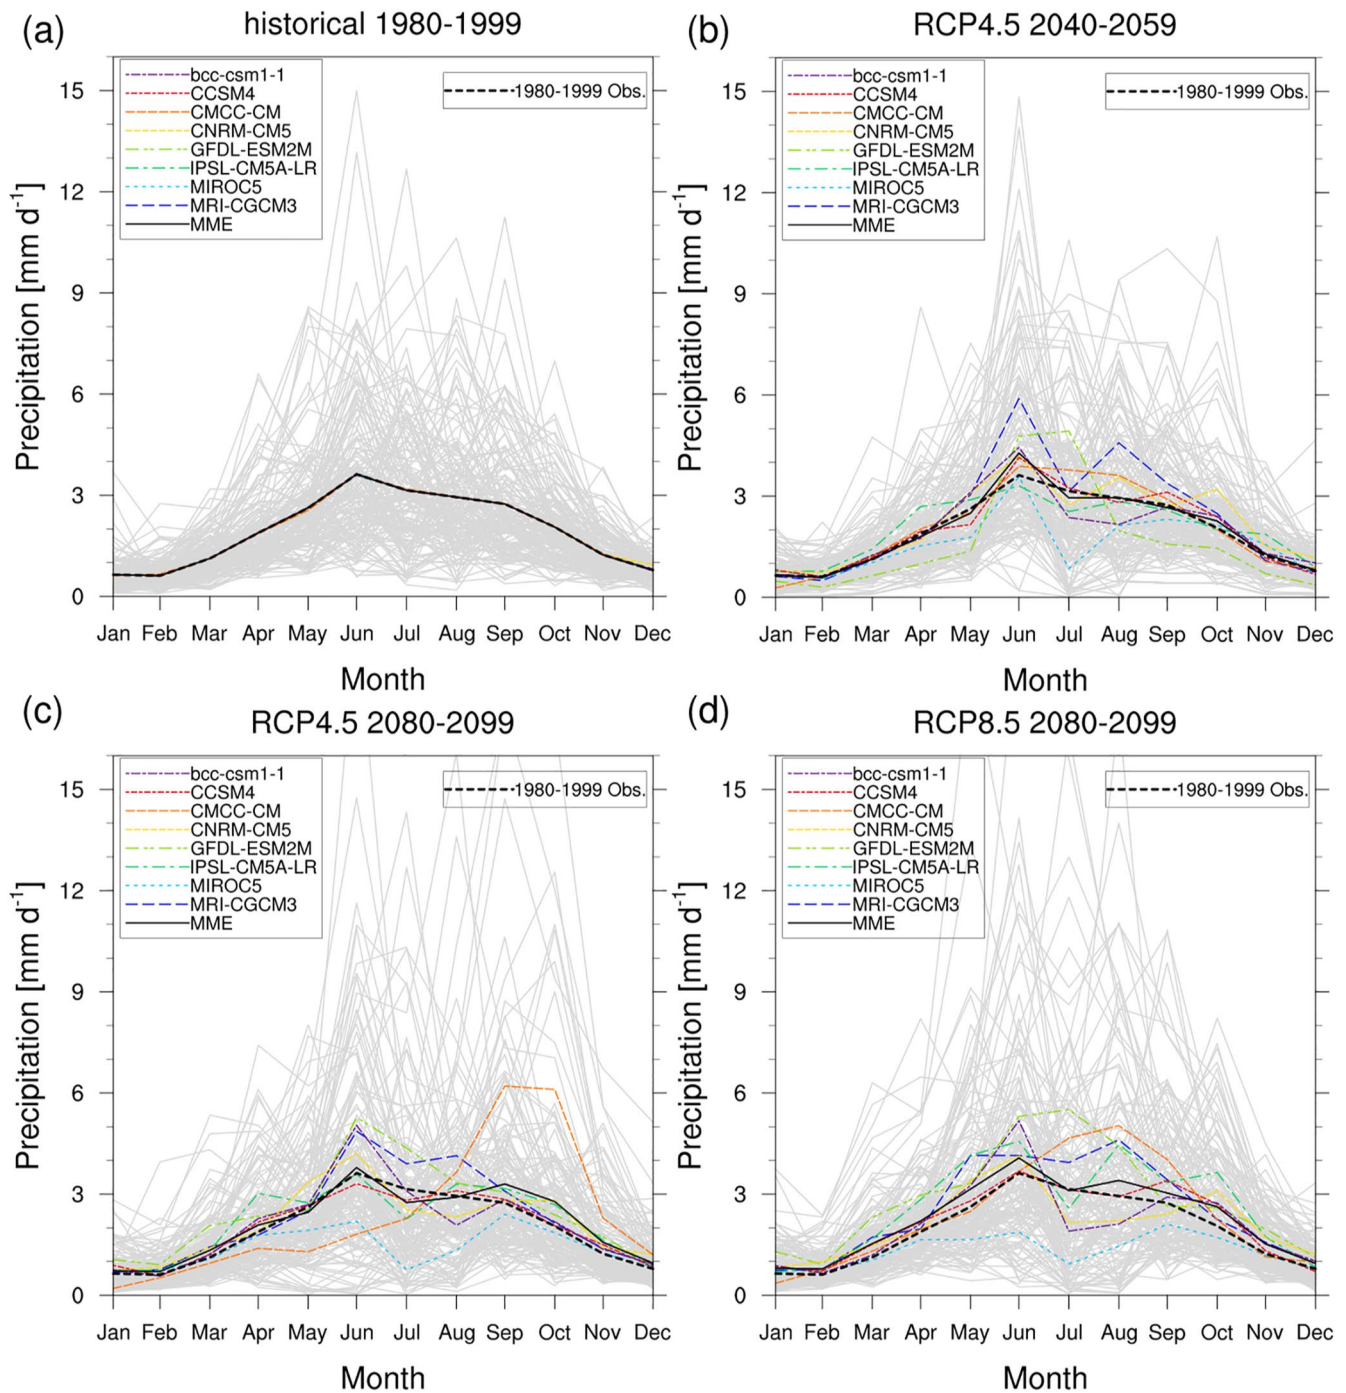 (a)
historical 1980-1999
Precipitation [mm d-1]
15
12
9
6
3
0
bcc-csm1-1
CCSM4
CMCC-CM
CNRM-CM5
GFDL-ESM2M
IPSL-CM5A-LR
MIROC5
MRI-CGCM3
MME
1980-1999 Obs.
Jan Feb Mar Apr May Jun Jul Aug Sep Oct Nov Dec
Month
(b)
RCP4.5 2040-2059
Precipitation [mm d-1]
15
12
9
6
3
0
bcc-csm1-1
CCSM4
CMCC-CM
CNRM-CM5
GFDL-ESM2M
IPSL-CM5A-LR
MIROC5
MRI-CGCM3
MME
1980-1999 Obs.
Jan Feb Mar Apr May Jun Jul Aug Sep Oct Nov Dec
Month
(c)
RCP4.5 2080-2099
Precipitation [mm d-1]
15
12
9
6
3
0
bcc-csm1-1
CCSM4
CMCC-CM
CNRM-CM5
GFDL-ESM2M
IPSL-CM5A-LR
MIROC5
MRI-CGCM3
MME
1980-1999 Obs.
Jan Feb Mar Apr May Jun Jul Aug Sep Oct Nov Dec
Month
(d)
RCP8.5 2080-2099
Precipitation [mm d-1]
15
12
9
6
3
0
bcc-csm1-1
CCSM4
CMCC-CM
CNRM-CM5
GFDL-ESM2M
IPSL-CM5A-LR
MIROC5
MRI-CGCM3
MME
1980-1999 Obs.
Jan Feb Mar Apr May Jun Jul Aug Sep Oct Nov Dec
Month